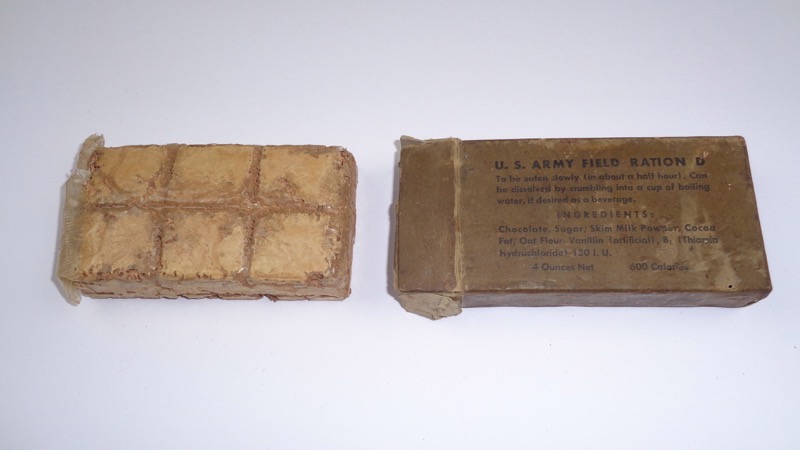 U. S. ARMY FIELD RATION D
To be eaten slowly (in about a half hour). Can
be dissolved by crumbling into a cup of boiling
water, if desired as a beverage.
INGREDIENTS:
Chocolate, Sugar, Skim Milk Powder, Cocoa
Fat, Oat Flour, Vanillin (artificial), B, (Thiamin
hydrochloride) 150 I. U.
4 Ounces Net 600 Calories